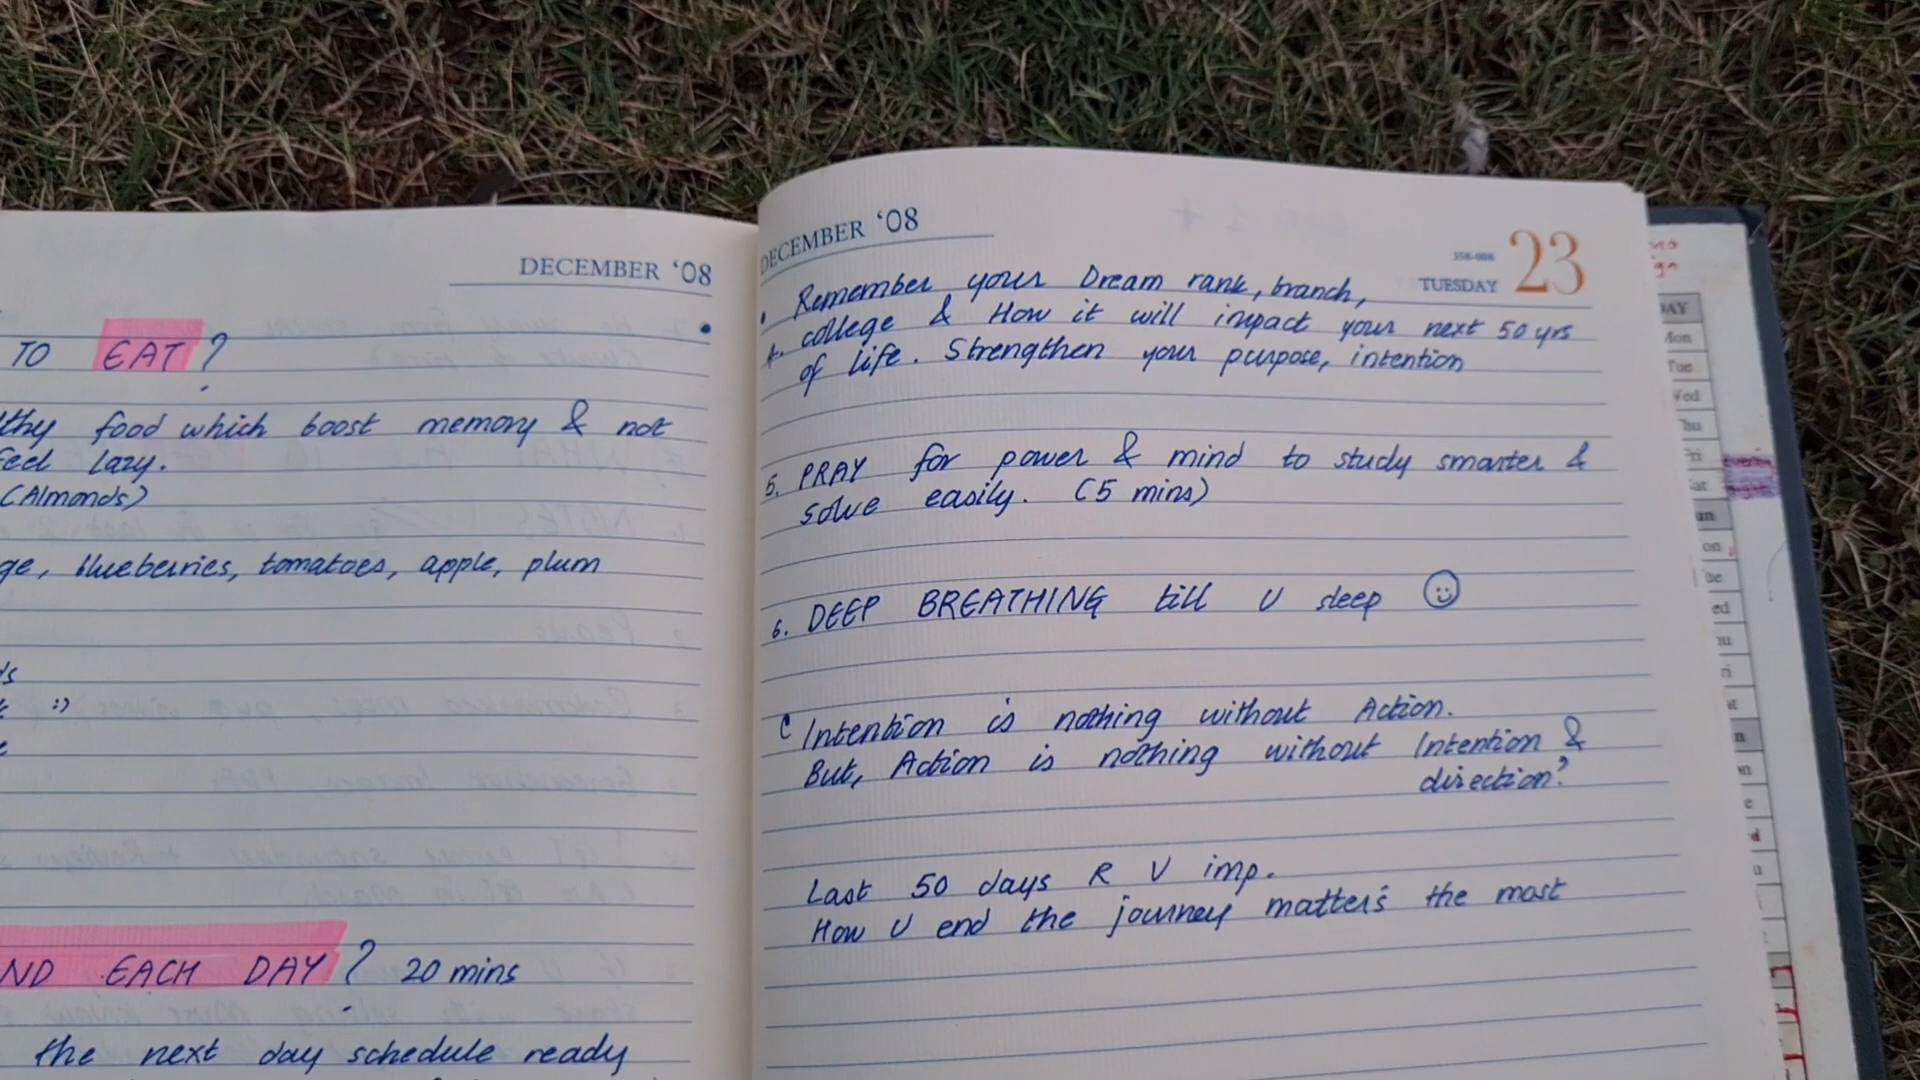 DECEMBER '08
TO EAT?
food which boost memory & not
lazy.
(Almonds)
blueberries, tomatoes, apple, plum
:)
EACH DAY? 20 mins
the next day schedule ready
DECEMBER '08
358-008
TUESDAY 23
Remember your Dream rank, branch,
4. college & How it will impact your next 50 yrs
of life. Strengthen your purpose, intention
5. PRAY for power & mind to study smarter &
solve easily. (5 mins)
6. DEEP BREATHING till U sleep
Intention is nothing without Action.
But, Action is nothing without Intention &
direction'
Last 50 days R V imp.
How U end the journey matter's the most